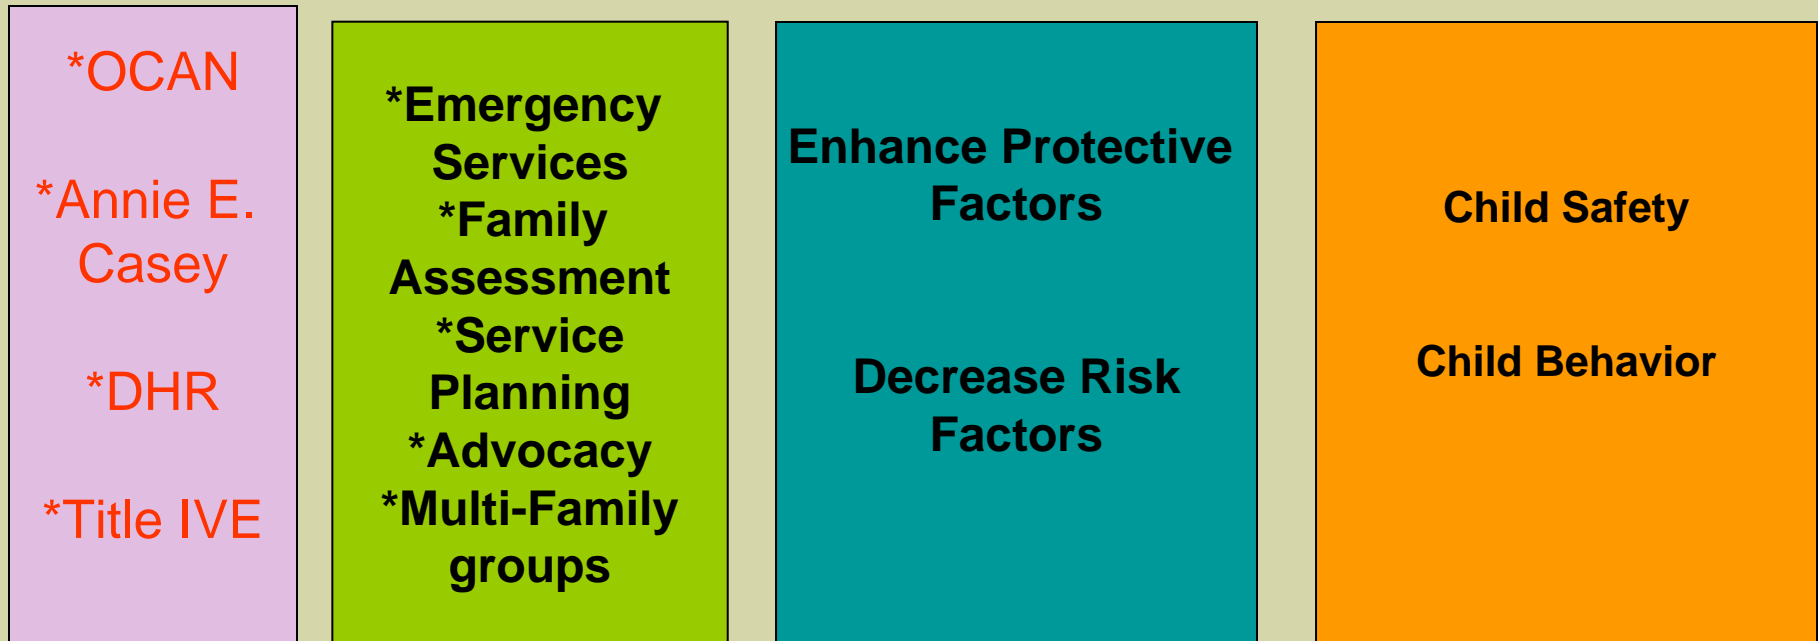 *OCAN
*Annie E.
Casey
*DHR
*Title IVE
*Emergency
Services
*Family
Assessment
*Service
Planning
*Advocacy
*Multi-Family
groups
Enhance Protective
Factors
Decrease Risk
Factors
Child Safety
Child Behavior